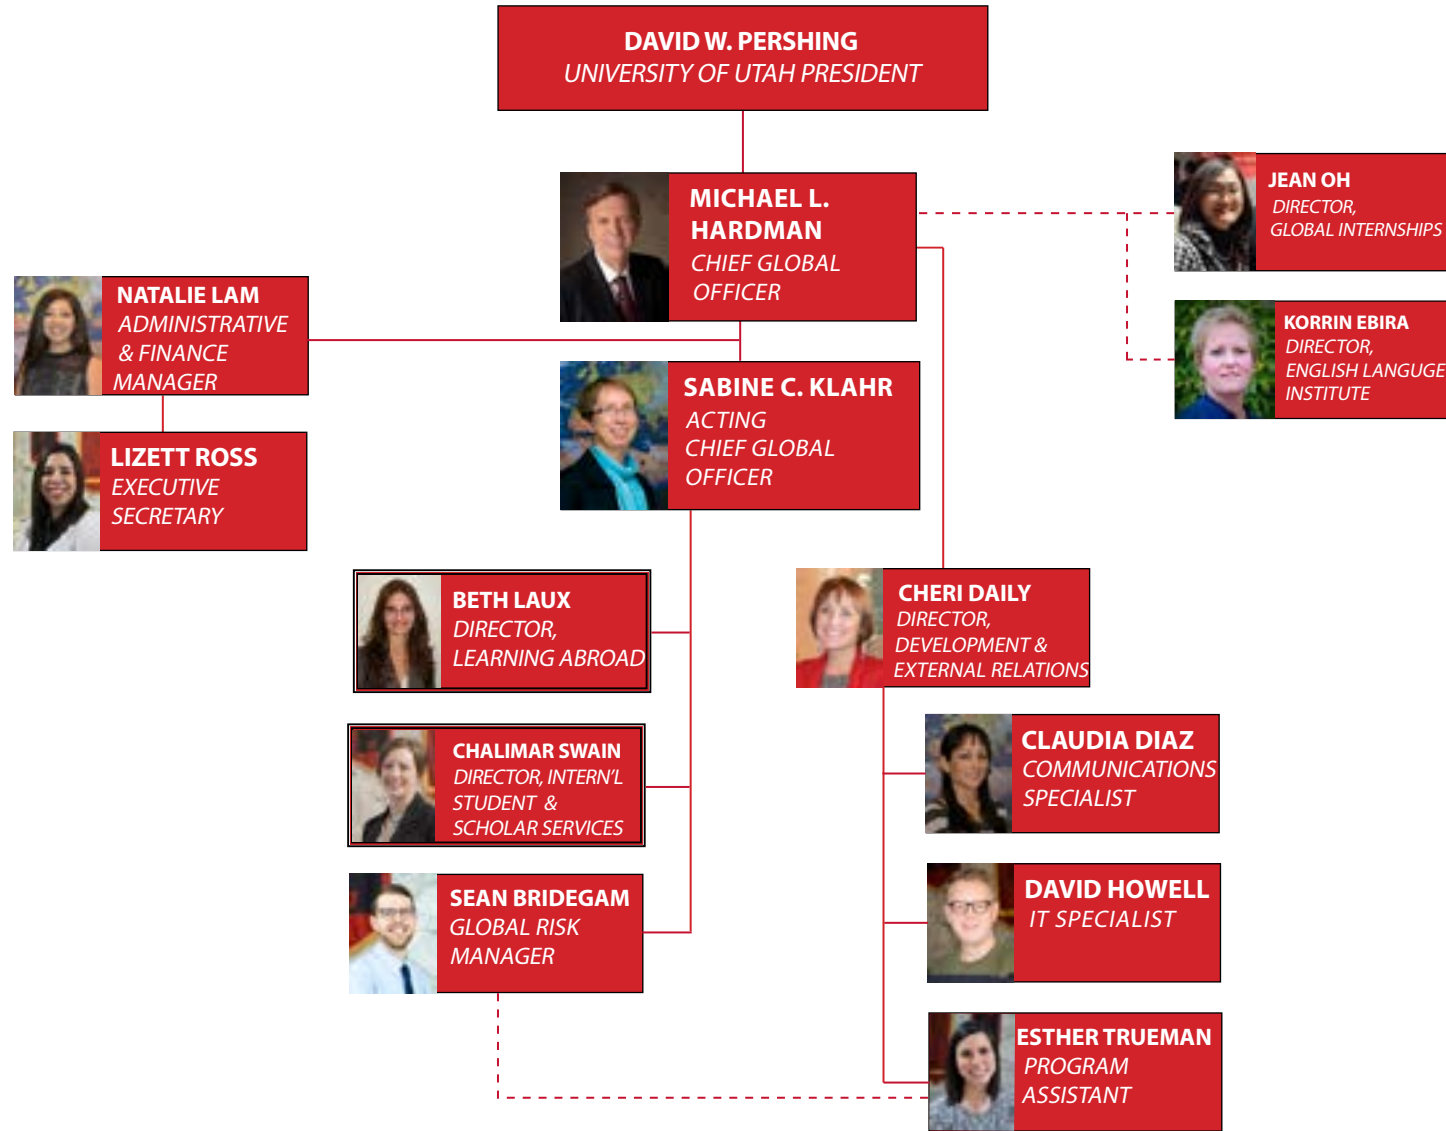 DAVID W. PERSHING
UNIVERSITY OF UTAH PRESIDENT
MICHAEL L.
HARDMAN
CHIEF GLOBAL
OFFICER
JEAN OH
DIRECTOR,
GLOBAL INTERNSHIPS
NATALIE LAM
ADMINISTRATIVE
& FINANCE
MANAGER
KORRIN EBIRA
DIRECTOR,
ENGLISH LANGUGE
INSTITUTE
SABINE C. KLAHR
ACTING
CHIEF GLOBAL
OFFICER
LIZETT ROSS
EXECUTIVE
SECRETARY
BETH LAUX
DIRECTOR,
LEARNING ABROAD
CHERI DAILY
DIRECTOR,
DEVELOPMENT &
EXTERNAL RELATIONS
CHALIMAR SWAIN
DIRECTOR, INTERN'L
STUDENT &
SCHOLAR SERVICES
CLAUDIA DIAZ
COMMUNICATIONS
SPECIALIST
SEAN BRIDEGAM
GLOBAL RISK
MANAGER
DAVID HOWELL
IT SPECIALIST
ESTHER TRUEMAN
PROGRAM
ASSISTANT